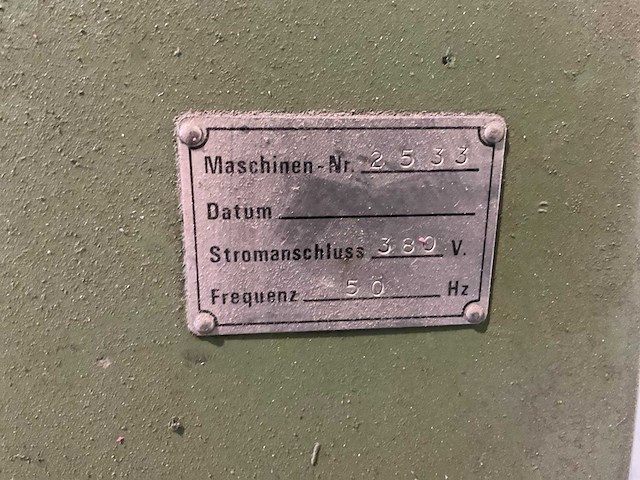 Maschinen-Nr. 2533
Datum
Stromanschluss 380 V.
Frequenz 50 Hz